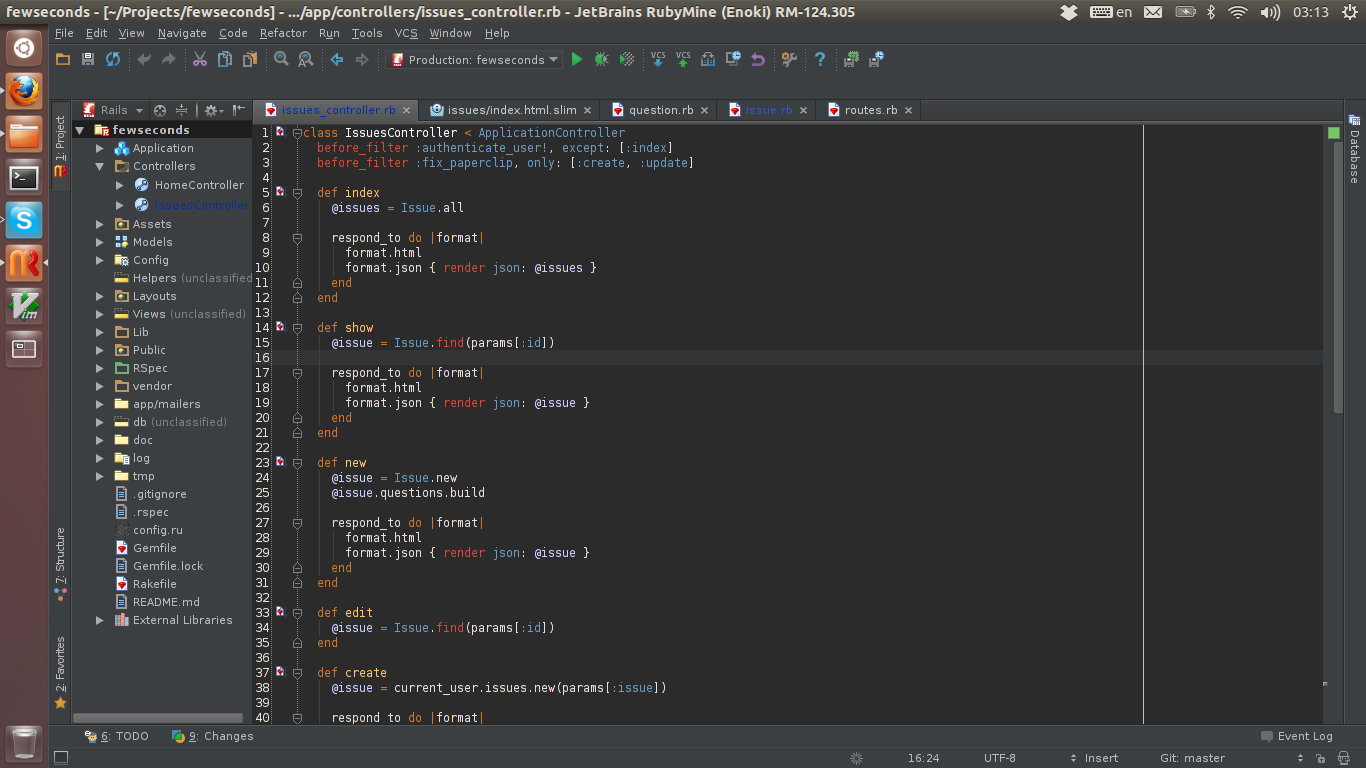 fewseconds - [~/Projects/fewseconds] - .../app/controllers/issues_controller.rb - JetBrains RubyMine (Enoki) RM-124.305
en
03:13
File Edit View Navigate Code Refactor Run Tools VCS Window Help
Production: fewseconds
VCS VCS
Rails
issues_controller.rb issues/index.html.slim question.rb issue.rb routes.rb
1: Project
7: Structure
2: Favorites
fewseconds
Application
Controllers
HomeController
IssuesController
Assets
Models
Config
Helpers (unclassified
Layouts
Views (unclassified)
Lib
Public
RSpec
vendor
app/mailers
db (unclassified)
doc
log
tmp
.gitignore
.rspec
config.ru
Gemfile
Gemfile.lock
Rakefile
README.md
External Libraries
1 class IssuesController < ApplicationController
2 before_filter :authenticate_user!, except: [:index]
3 before_filter :fix_paperclip, only: [:create, :update]
4
5 def index
6 @issues = Issue.all
7
8 respond_to do |format|
9 format.html
10 format.json { render json: @issues }
11 end
12 end
13
14 def show
15 @issue = Issue.find(params[:id])
16
17 respond_to do |format|
18 format.html
19 format.json { render json: @issue }
20 end
21 end
22
23 def new
24 @issue = Issue.new
25 @issue.questions.build
26
27 respond_to do |format|
28 format.html
29 format.json { render json: @issue }
30 end
31 end
32
33 def edit
34 @issue = Issue.find(params[:id])
35 end
36
37 def create
38 @issue = current_user.issues.new(params[:issue])
39
40 respond_to do |format|
Database
6: TODO 9: Changes
Event Log
16:24 UTF-8 Insert Git: master